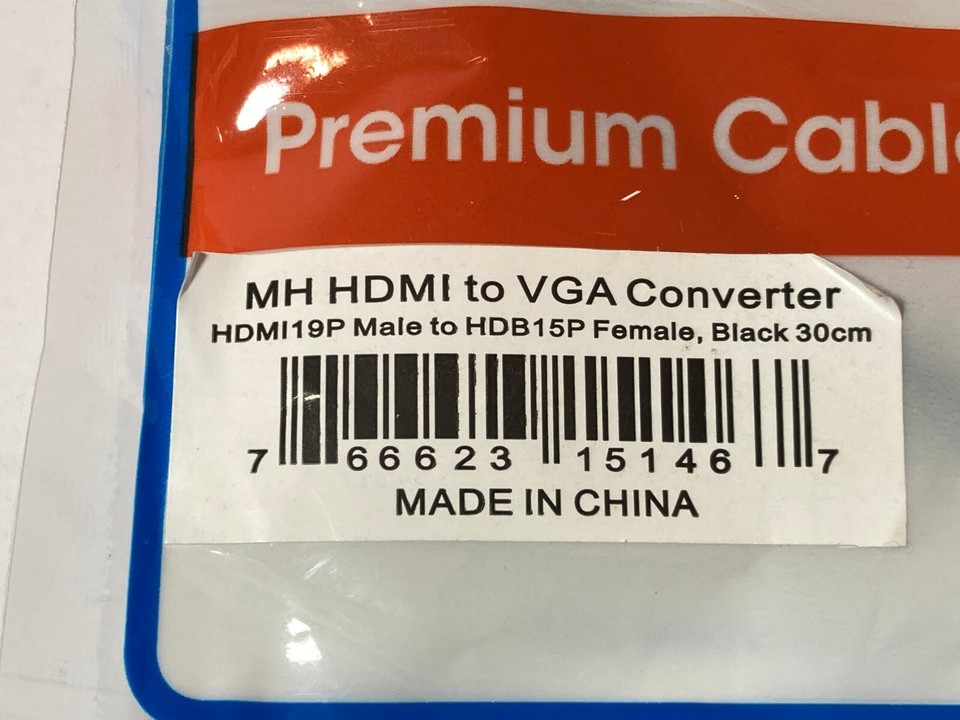 Premium Cable
MH HDMI to VGA Converter
HDMI19P Male to HDB15P Female, Black 30cm
7 66623 15146 7
MADE IN CHINA